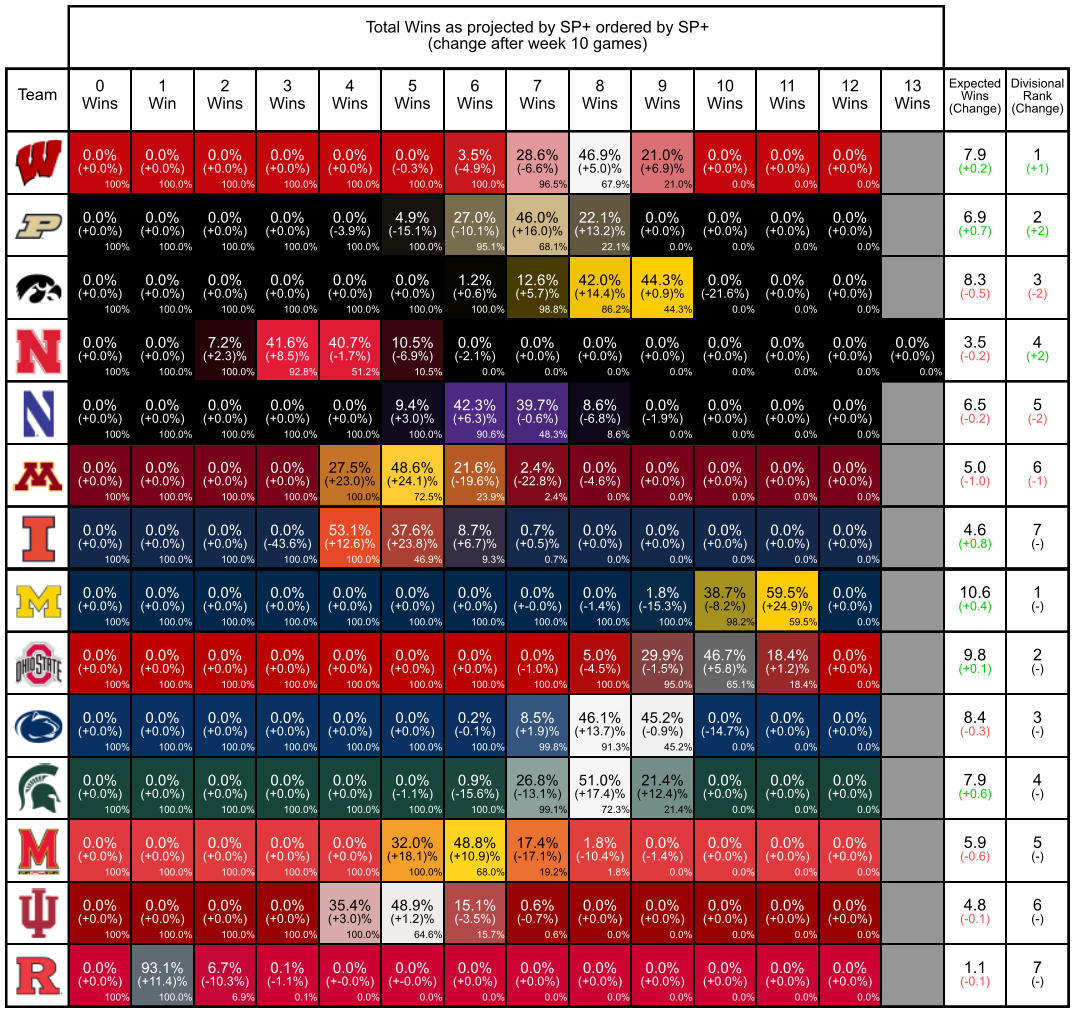 Total Wins as projected by SP+ ordered by SP+
(change after week 10 games)
Team 0 Wins 1 Win 2 Wins 3 Wins 4 Wins 5 Wins 6 Wins 7 Wins 8 Wins 9 Wins 10 Wins 11 Wins 12 Wins 13 Wins Expected Wins (Change) Divisional Rank (Change)
W 0.0% 0.0% 0.0% 0.0% 0.0% 0.0% 3.5% 28.6% 46.9% 21.0% 0.0% 0.0% 0.0% 7.9 1
(+0.0%) (+0.0%) (+0.0%) (+0.0%) (+0.0%) (-0.3%) (-4.9%) (-6.6%) (+5.0)% (+6.9)% (+0.0%) (+0.0%) (+0.0%) (+0.2) (+1)
100% 100.0% 100.0% 100.0% 100.0% 100.0% 100.0% 96.5% 67.9% 21.0% 0.0% 0.0% 0.0%
P 0.0% 0.0% 0.0% 0.0% 0.0% 4.9% 27.0% 46.0% 22.1% 0.0% 0.0% 0.0% 0.0% 6.9 2
(+0.0%) (+0.0%) (+0.0%) (+0.0%) (-3.9%) (-15.1%) (-10.1%) (+16.0)% (+13.2)% (+0.0%) (+0.0%) (+0.0%) (+0.0%) (+0.7) (+2)
100% 100.0% 100.0% 100.0% 100.0% 100.0% 95.1% 68.1% 22.1% 0.0% 0.0% 0.0% 0.0%
0.0% 0.0% 0.0% 0.0% 0.0% 0.0% 1.2% 12.6% 42.0% 44.3% 0.0% 0.0% 0.0% 8.3 3
(+0.0%) (+0.0%) (+0.0%) (+0.0%) (+0.0%) (+0.0%) (+0.6)% (+5.7)% (+14.4)% (+0.9)% (-21.6%) (+0.0%) (+0.0%) (-0.5) (-2)
100% 100.0% 100.0% 100.0% 100.0% 100.0% 100.0% 98.8% 86.2% 44.3% 0.0% 0.0% 0.0%
N 0.0% 0.0% 7.2% 41.6% 40.7% 10.5% 0.0% 0.0% 0.0% 0.0% 0.0% 0.0% 0.0% 0.0% 3.5 4
(+0.0%) (+0.0%) (+2.3)% (+8.5)% (-1.7%) (-6.9%) (-2.1%) (+0.0%) (+0.0%) (+0.0%) (+0.0%) (+0.0%) (+0.0%) (+0.0%) (-0.2) (+2)
100% 100.0% 100.0% 92.8% 51.2% 10.5% 0.0% 0.0% 0.0% 0.0% 0.0% 0.0% 0.0% 0.0%
N 0.0% 0.0% 0.0% 0.0% 0.0% 9.4% 42.3% 39.7% 8.6% 0.0% 0.0% 0.0% 0.0% 6.5 5
(+0.0%) (+0.0%) (+0.0%) (+0.0%) (+0.0%) (+3.0)% (+6.3)% (-0.6%) (-6.8%) (-1.9%) (+0.0%) (+0.0%) (+0.0%) (-0.2) (-2)
100% 100.0% 100.0% 100.0% 100.0% 100.0% 90.6% 48.3% 8.6% 0.0% 0.0% 0.0% 0.0%
M 0.0% 0.0% 0.0% 0.0% 27.5% 48.6% 21.6% 2.4% 0.0% 0.0% 0.0% 0.0% 0.0% 5.0 6
(+0.0%) (+0.0%) (+0.0%) (+0.0%) (+23.0)% (+24.1)% (-19.6%) (-22.8%) (-4.6%) (+0.0%) (+0.0%) (+0.0%) (+0.0%) (-1.0) (-1)
100% 100.0% 100.0% 100.0% 100.0% 72.5% 23.9% 2.4% 0.0% 0.0% 0.0% 0.0% 0.0%
I 0.0% 0.0% 0.0% 0.0% 53.1% 37.6% 8.7% 0.7% 0.0% 0.0% 0.0% 0.0% 0.0% 4.6 7
(+0.0%) (+0.0%) (+0.0%) (-43.6%) (+12.6)% (+23.8)% (+6.7)% (+0.5)% (+0.0%) (+0.0%) (+0.0%) (+0.0%) (+0.0%) (+0.8) (-)
100% 100.0% 100.0% 100.0% 100.0% 46.9% 9.3% 0.7% 0.0% 0.0% 0.0% 0.0% 0.0%
M 0.0% 0.0% 0.0% 0.0% 0.0% 0.0% 0.0% 0.0% 0.0% 1.8% 38.7% 59.5% 0.0% 10.6 1
(+0.0%) (+0.0%) (+0.0%) (+0.0%) (+0.0%) (+0.0%) (+0.0%) (+-0.0%) (-1.4%) (-15.3%) (-8.2%) (+24.9)% (+0.0%) (+0.4) (-)
100% 100.0% 100.0% 100.0% 100.0% 100.0% 100.0% 100.0% 100.0% 100.0% 98.2% 59.5% 0.0%
OHIO STATE 0.0% 0.0% 0.0% 0.0% 0.0% 0.0% 0.0% 0.0% 5.0% 29.9% 46.7% 18.4% 0.0% 9.8 2
(+0.0%) (+0.0%) (+0.0%) (+0.0%) (+0.0%) (+0.0%) (+0.0%) (-1.0%) (-4.5%) (-1.5%) (+5.8)% (+1.2)% (+0.0%) (+0.1) (-)
100% 100.0% 100.0% 100.0% 100.0% 100.0% 100.0% 100.0% 100.0% 95.0% 65.1% 18.4% 0.0%
0.0% 0.0% 0.0% 0.0% 0.0% 0.0% 0.2% 8.5% 46.1% 45.2% 0.0% 0.0% 0.0% 8.4 3
(+0.0%) (+0.0%) (+0.0%) (+0.0%) (+0.0%) (+0.0%) (-0.1%) (+1.9)% (+13.7)% (-0.9%) (-14.7%) (+0.0%) (+0.0%) (-0.3) (-)
100% 100.0% 100.0% 100.0% 100.0% 100.0% 100.0% 99.8% 91.3% 45.2% 0.0% 0.0% 0.0%
0.0% 0.0% 0.0% 0.0% 0.0% 0.0% 0.9% 26.8% 51.0% 21.4% 0.0% 0.0% 0.0% 7.9 4
(+0.0%) (+0.0%) (+0.0%) (+0.0%) (+0.0%) (-1.1%) (-15.6%) (-13.1%) (+17.4)% (+12.4)% (+0.0%) (+0.0%) (+0.0%) (+0.6) (-)
100% 100.0% 100.0% 100.0% 100.0% 100.0% 100.0% 99.1% 72.3% 21.4% 0.0% 0.0% 0.0%
M 0.0% 0.0% 0.0% 0.0% 0.0% 32.0% 48.8% 17.4% 1.8% 0.0% 0.0% 0.0% 0.0% 5.9 5
(+0.0%) (+0.0%) (+0.0%) (+0.0%) (+0.0%) (+18.1)% (+10.9)% (-17.1%) (-10.4%) (-1.4%) (+0.0%) (+0.0%) (+0.0%) (-0.6) (-)
100% 100.0% 100.0% 100.0% 100.0% 100.0% 68.0% 19.2% 1.8% 0.0% 0.0% 0.0% 0.0%
0.0% 0.0% 0.0% 0.0% 35.4% 48.9% 15.1% 0.6% 0.0% 0.0% 0.0% 0.0% 0.0% 4.8 6
(+0.0%) (+0.0%) (+0.0%) (+0.0%) (+3.0)% (+1.2)% (-3.5%) (-0.7%) (+0.0%) (+0.0%) (+0.0%) (+0.0%) (+0.0%) (-0.1) (-)
100% 100.0% 100.0% 100.0% 100.0% 64.6% 15.7% 0.6% 0.0% 0.0% 0.0% 0.0% 0.0%
R 0.0% 93.1% 6.7% 0.1% 0.0% 0.0% 0.0% 0.0% 0.0% 0.0% 0.0% 0.0% 0.0% 1.1 7
(+0.0%) (+11.4)% (-10.3%) (-1.1%) (+-0.0%) (+-0.0%) (+0.0%) (+0.0%) (+0.0%) (+0.0%) (+0.0%) (+0.0%) (+0.0%) (-0.1) (-)
100% 100.0% 6.9% 0.1% 0.0% 0.0% 0.0% 0.0% 0.0% 0.0% 0.0% 0.0% 0.0%